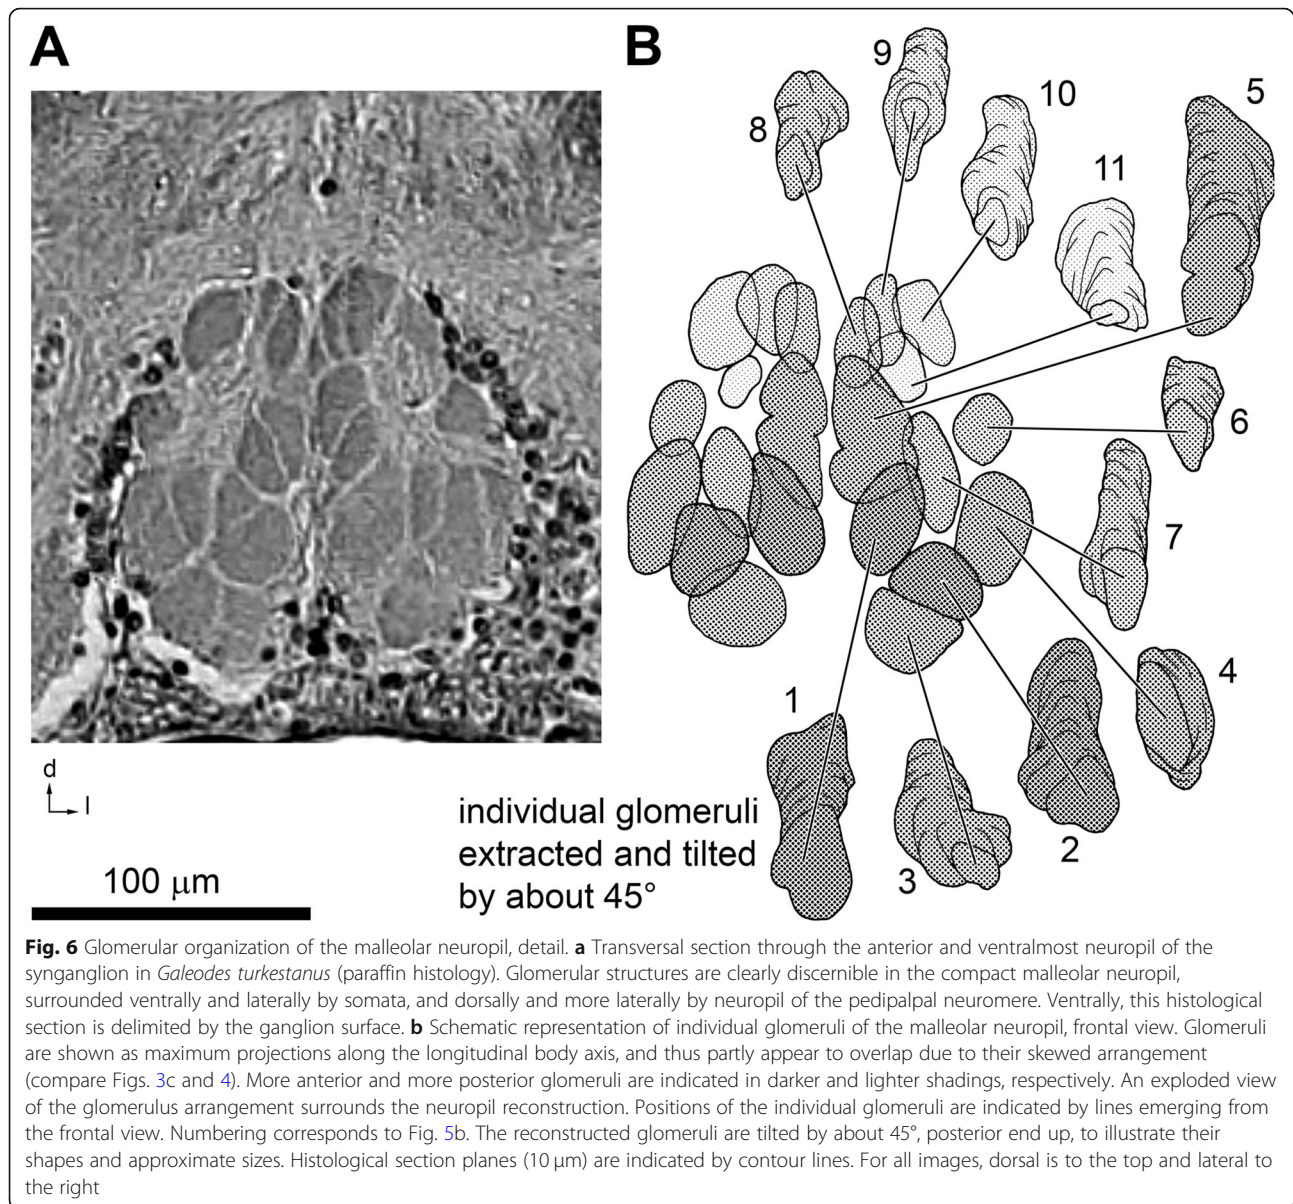 A
B
9
8
10
5
11
6
7
4
1
2
3
d
l
100 µm
individual glomeruli
extracted and tilted
by about 45°
Fig. 6 Glomerular organization of the malleolar neuropil, detail. a Transversal section through the anterior and ventralmost neuropil of the
synganglion in Galeodes turkestanus (paraffin histology). Glomerular structures are clearly discernible in the compact malleolar neuropil,
surrounded ventrally and laterally by somata, and dorsally and more laterally by neuropil of the pedipalpal neuromere. Ventrally, this histological
section is delimited by the ganglion surface. b Schematic representation of individual glomeruli of the malleolar neuropil, frontal view. Glomeruli
are shown as maximum projections along the longitudinal body axis, and thus partly appear to overlap due to their skewed arrangement
(compare Figs. 3c and 4). More anterior and more posterior glomeruli are indicated in darker and lighter shadings, respectively. An exploded view
of the glomerulus arrangement surrounds the neuropil reconstruction. Positions of the individual glomeruli are indicated by lines emerging from
the frontal view. Numbering corresponds to Fig. 5b. The reconstructed glomeruli are tilted by about 45°, posterior end up, to illustrate their
shapes and approximate sizes. Histological section planes (10 µm) are indicated by contour lines. For all images, dorsal is to the top and lateral to
the right